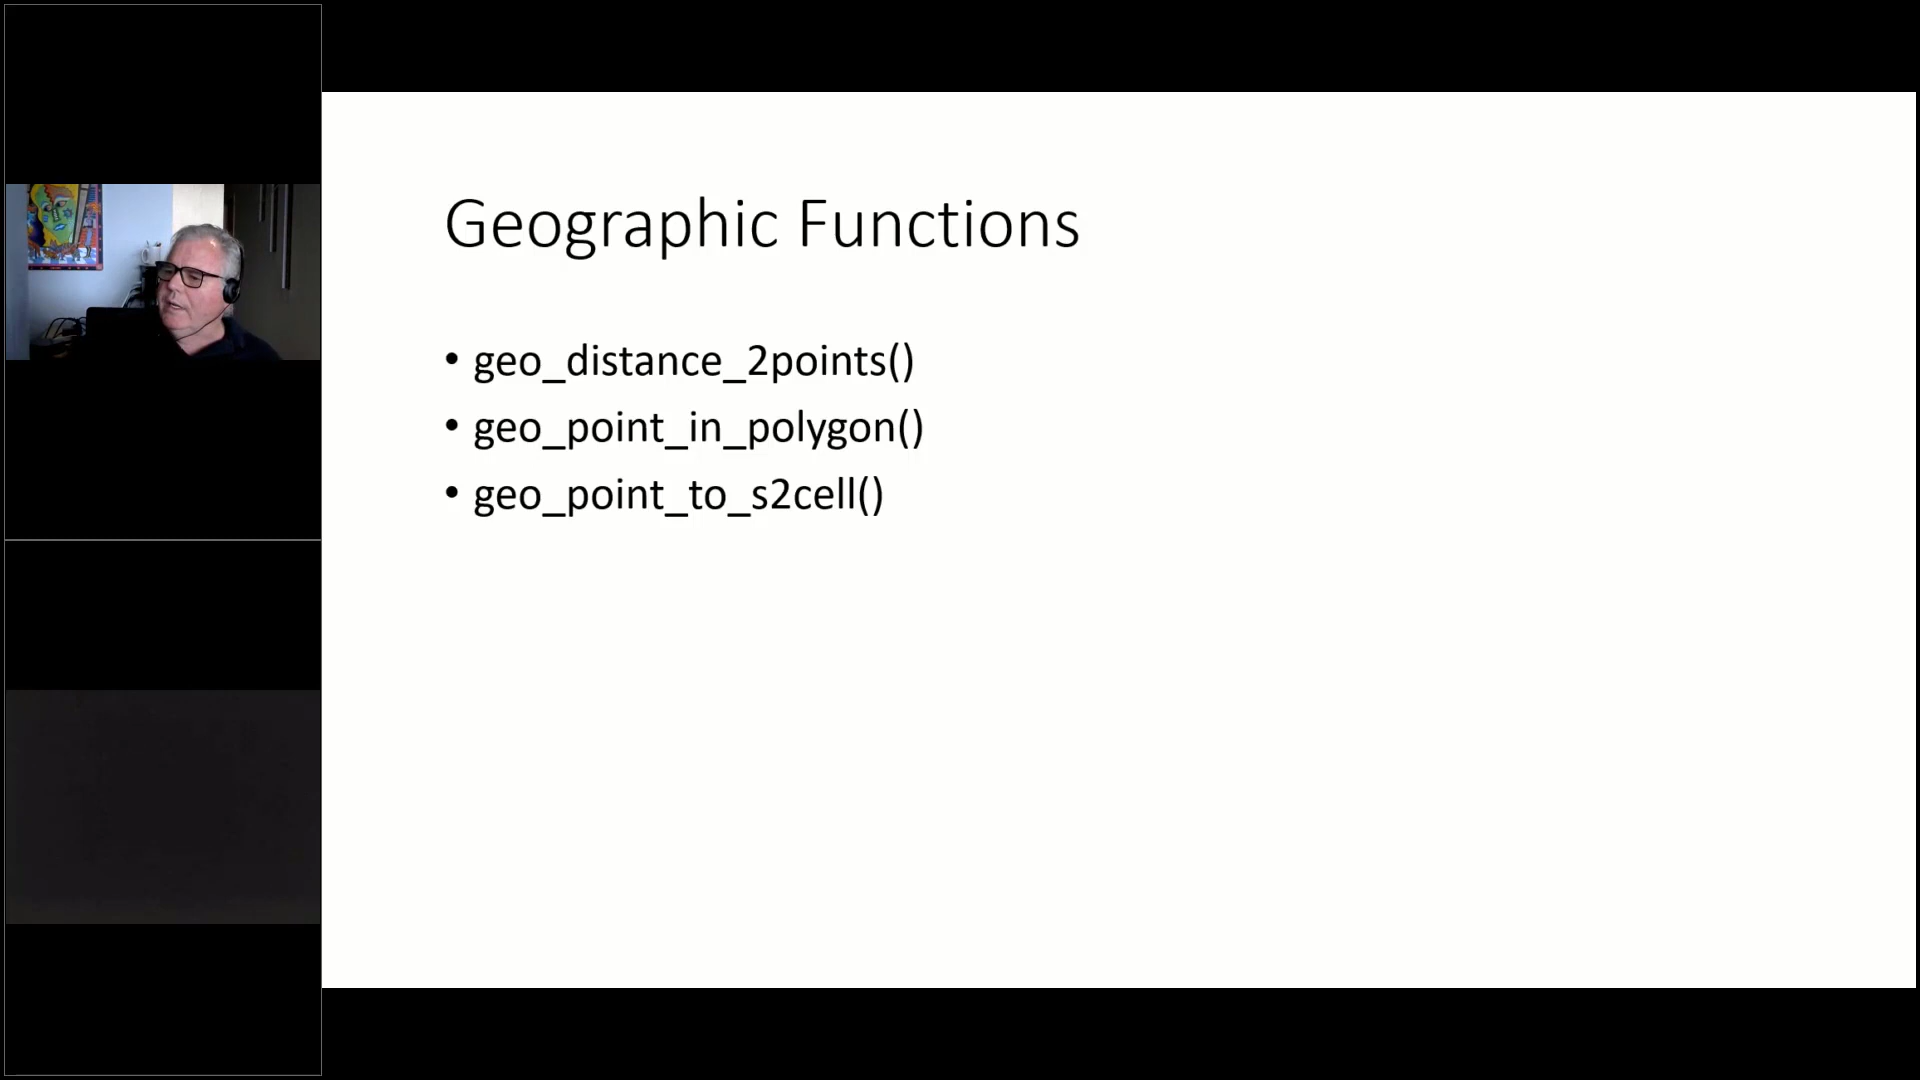 Geographic Functions
• geo_distance_2points()
• geo_point_in_polygon()
• geo_point_to_s2cell()